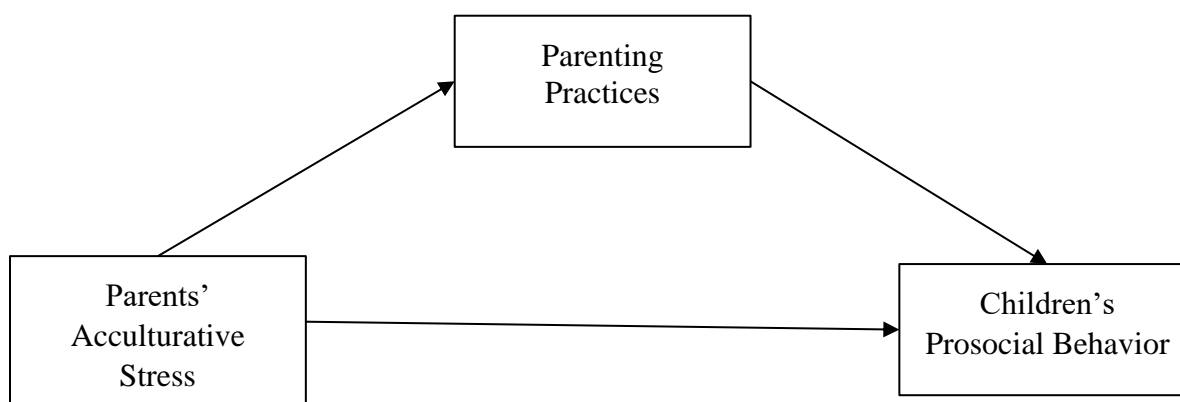 Parenting
Practices
Parents’
Acculturative
Stress
Children’s
Prosocial Behavior